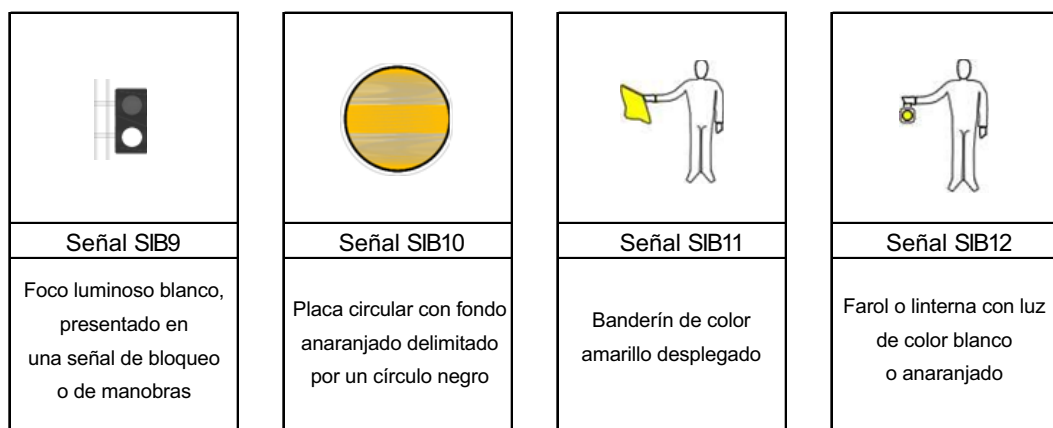 Señal SIB9
Foco luminoso blanco,
presentado en
una señal de bloqueo
o de manobras
Señal SIB10
Placa circular con fondo
anaranjado delimitado
por un círculo negro
Señal SIB11
Banderín de color
amarillo desplegado
Señal SIB12
Farol o linterna con luz
de color blanco
o anaranjado